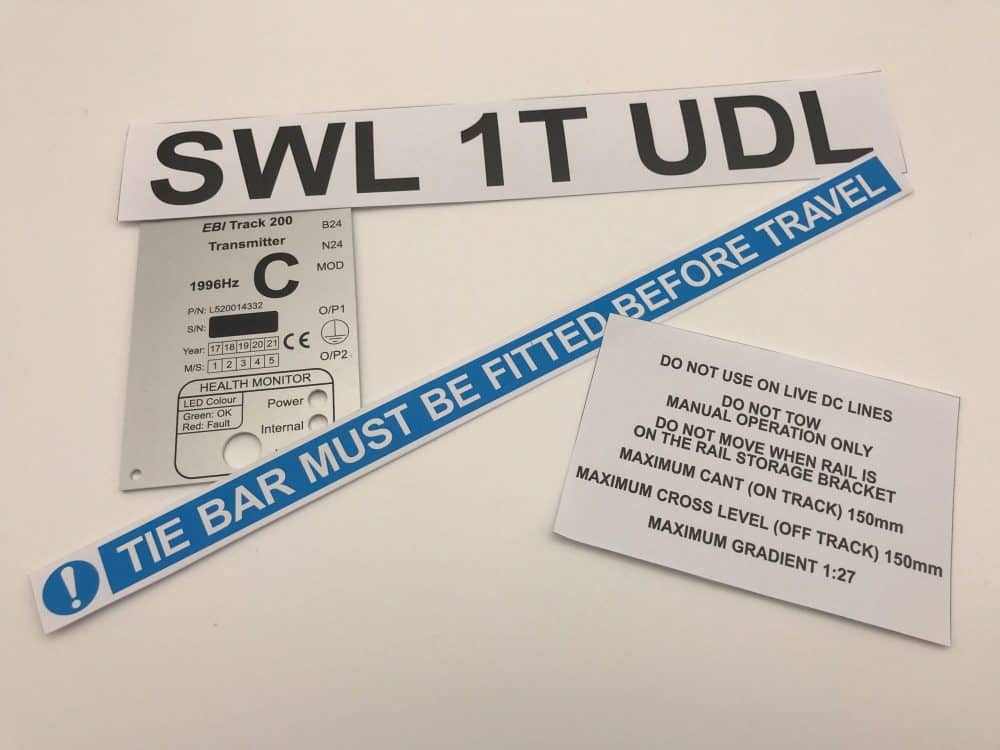 SWL 1T UDL
EBI Track 200
Transmitter
B24
N24
MOD
1996Hz
C
P/N: L520014332
O/P1
S/N:
Year: 17 18 19 20 21
CE
O/P2
M/S: 1 2 3 4 5
HEALTH MONITOR
LED Colour
Green: OK
Red: Fault
Power
Internal
TIE BAR MUST BE FITTED BEFORE TRAVEL
DO NOT USE ON LIVE DC LINES
DO NOT TOW
MANUAL OPERATION ONLY
DO NOT MOVE WHEN RAIL IS
ON THE RAIL STORAGE BRACKET
MAXIMUM CANT (ON TRACK) 150mm
MAXIMUM CROSS LEVEL (OFF TRACK) 150mm
MAXIMUM GRADIENT 1:27